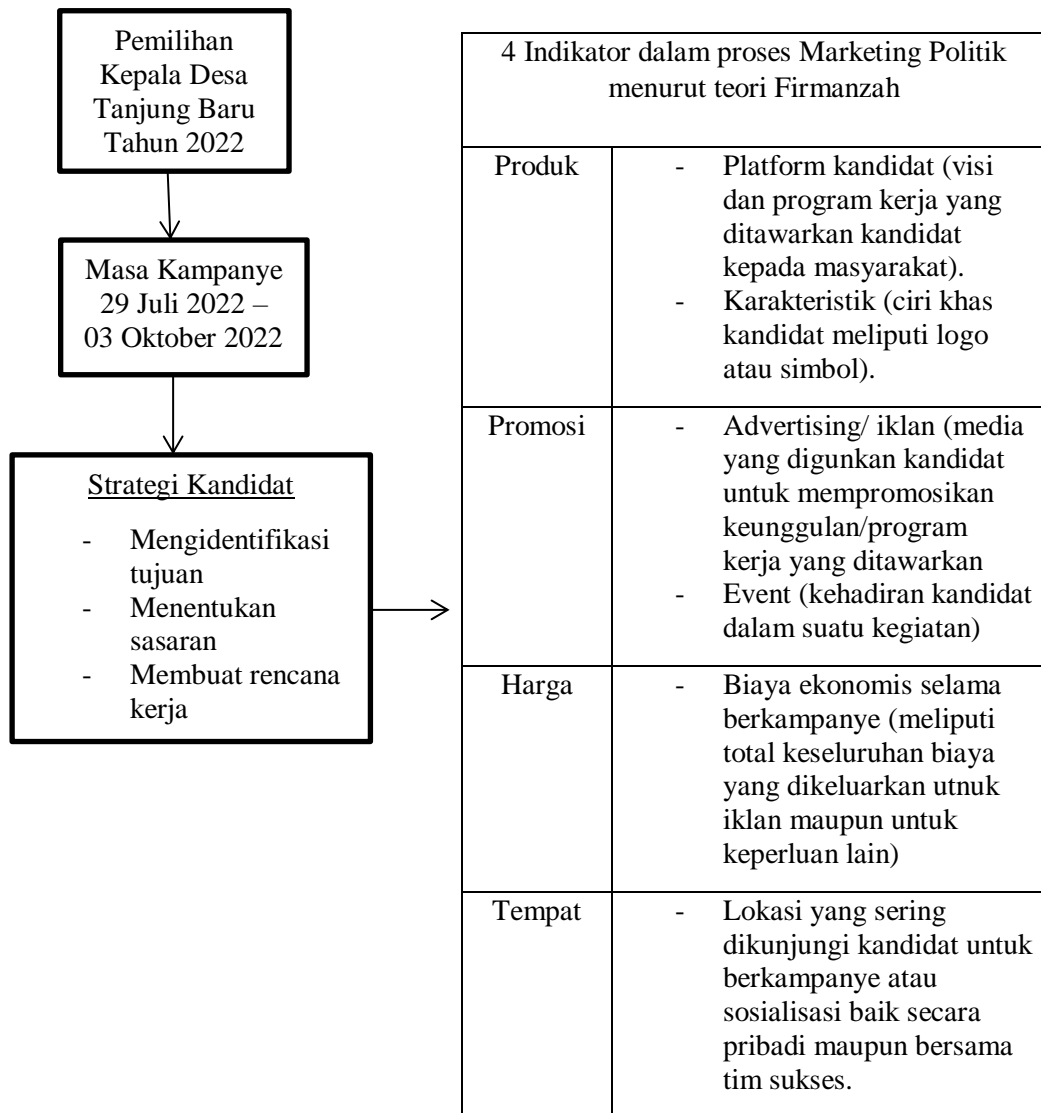 Pemilihan
Kepala Desa
Tanjung Baru
Tahun 2022
Masa Kampanye
29 Juli 2022 –
03 Oktober 2022
Strategi Kandidat
- Mengidentifikasi
tujuan
- Menentukan
sasaran
- Membuat rencana
kerja
4 Indikator dalam proses Marketing Politik
menurut teori Firmanzah
Produk
- Platform kandidat (visi
dan program kerja yang
ditawarkan kandidat
kepada masyarakat).
- Karakteristik (ciri khas
kandidat meliputi logo
atau simbol).
Promosi
- Advertising/ iklan (media
yang digunkan kandidat
untuk mempromosikan
keunggulan/program
kerja yang ditawarkan
- Event (kehadiran kandidat
dalam suatu kegiatan)
Harga
- Biaya ekonomis selama
berkampanye (meliputi
total keseluruhan biaya
yang dikeluarkan utnuk
iklan maupun untuk
keperluan lain)
Tempat
- Lokasi yang sering
dikunjungi kandidat untuk
berkampanye atau
sosialisasi baik secara
pribadi maupun bersama
tim sukses.